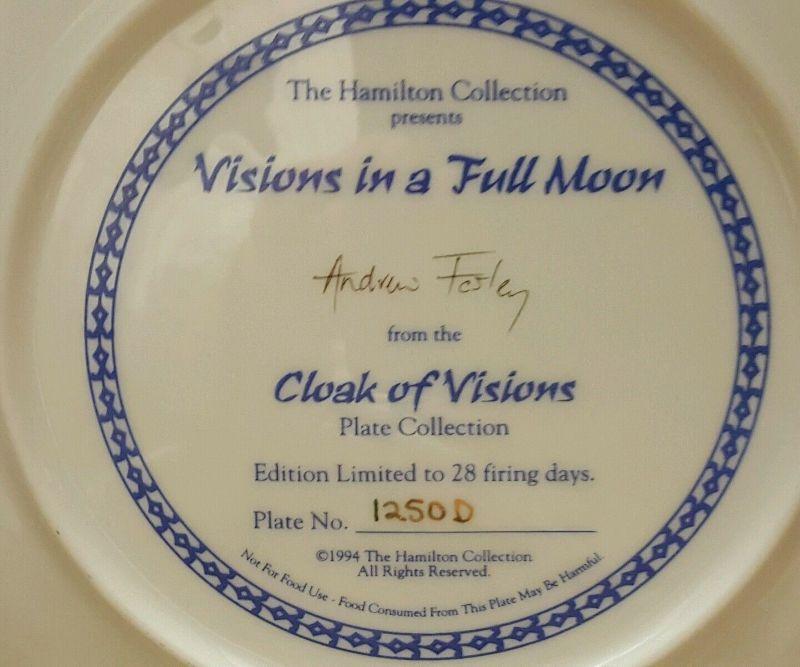 The Hamilton Collection
presents
Visions in a Full Moon
Andrew Farley
from the
Cloak of Visions
Plate Collection
Edition Limited to 28 firing days.
Plate No. 1250D
©1994 The Hamilton Collection
All Rights Reserved.
Not For Food Use - Food Consumed From This Plate May Be Harmful.